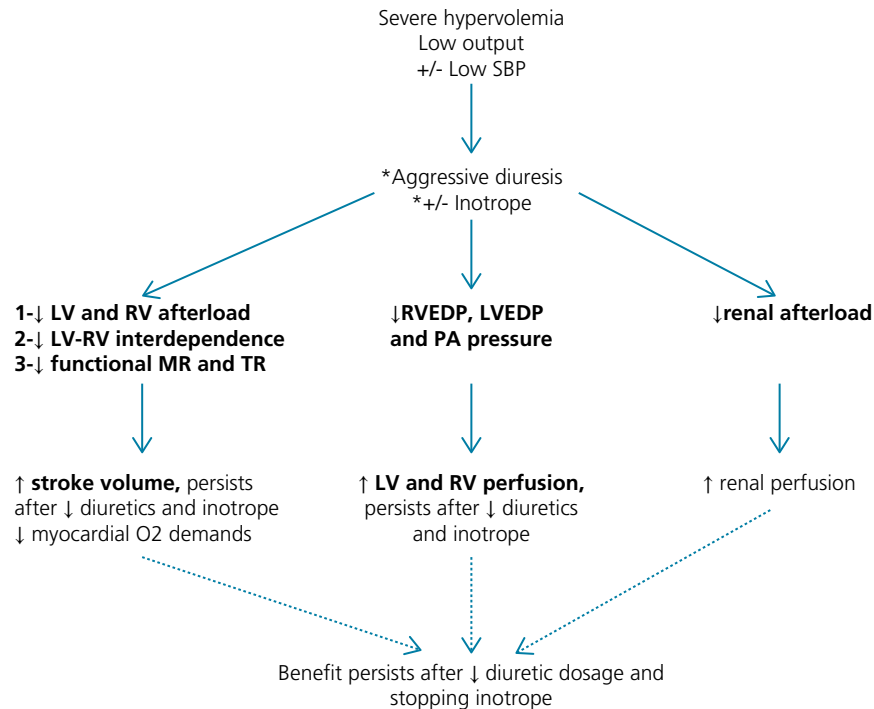 Severe hypervolemia
Low output
+/- Low SBP
*Aggressive diuresis
*+/- Inotrope
1-↓ LV and RV afterload
2-↓ LV-RV interdependence
3-↓ functional MR and TR
↓RVEDP, LVEDP
and PA pressure
↓renal afterload
↑ stroke volume, persists
after ↓ diuretics and inotrope
↓ myocardial O2 demands
↑ LV and RV perfusion,
persists after ↓ diuretics
and inotrope
↑ renal perfusion
Benefit persists after ↓ diuretic dosage and
stopping inotrope